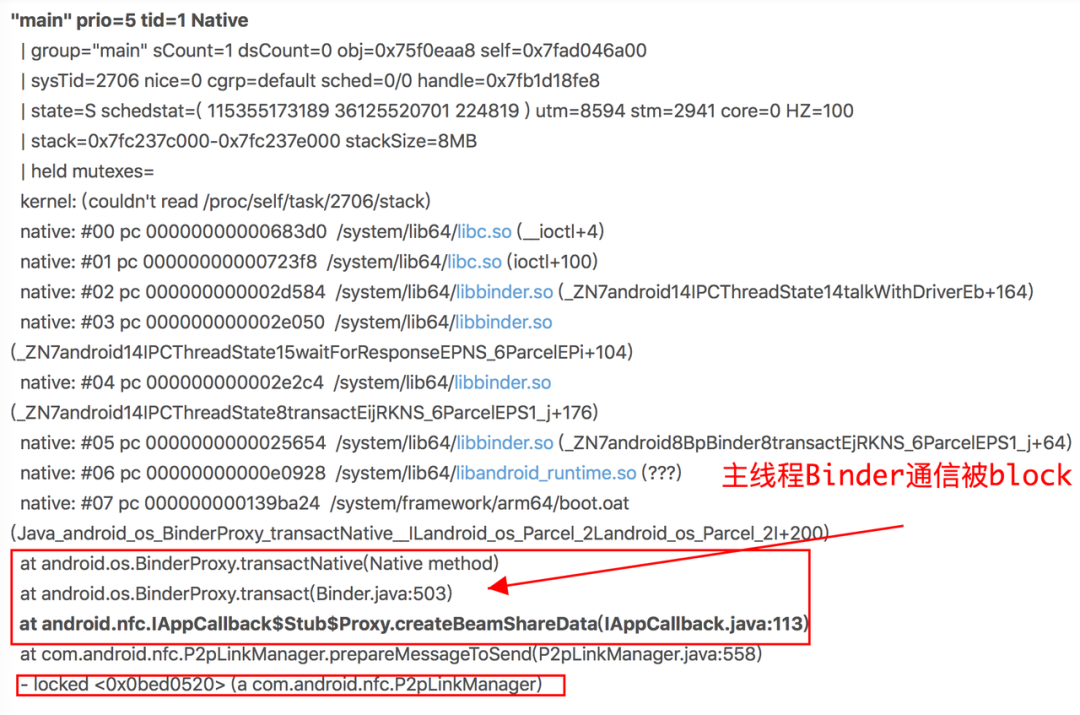 "main" prio=5 tid=1 Native
| group="main" sCount=1 dsCount=0 obj=0x75f0eaa8 self=0x7fad046a00
| sysTid=2706 nice=0 cgrp=default sched=0/0 handle=0x7fb1d18fe8
| state=S schedstat=( 115355173189 36125520701 224819 ) utm=8594 stm=2941 core=0 HZ=100
| stack=0x7fc237c000-0x7fc237e000 stackSize=8MB
| held mutexes=
kernel: (couldn't read /proc/self/task/2706/stack)
native: #00 pc 00000000000683d0 /system/lib64/libc.so (__ioctl+4)
native: #01 pc 00000000000723f8 /system/lib64/libc.so (ioctl+100)
native: #02 pc 000000000002d584 /system/lib64/libbinder.so (_ZN7android14IPCThreadState14talkWithDriverEb+164)
native: #03 pc 000000000002e050 /system/lib64/libbinder.so
(_ZN7android14IPCThreadState15waitForResponseEPNS_6ParcelEPi+104)
native: #04 pc 000000000002e2c4 /system/lib64/libbinder.so
(_ZN7android14IPCThreadState8transactEijRKNS_6ParcelEPS1_j+176)
native: #05 pc 0000000000025654 /system/lib64/libbinder.so (_ZN7android8BpBinder8transactEjRKNS_6ParcelEPS1_j+64)
native: #06 pc 00000000000e0928 /system/lib64/libandroid_runtime.so (???)
主线程Binder通信被block
native: #07 pc 000000000139ba24 /system/framework/arm64/boot.oat
(Java_android_os_BinderProxy_transactNative__ILandroid_os_Parcel_2Landroid_os_Parcel_2I+200)
at android.os.BinderProxy.transactNative(Native method)
at android.os.BinderProxy.transact(Binder.java:503)
at android.nfc.IAppCallback$Stub$Proxy.createBeamShareData(IAppCallback.java:113)
at com.android.nfc.P2pLinkManager.prepareMessageToSend(P2pLinkManager.java:558)
- locked <0x0bed0520> (a com.android.nfc.P2pLinkManager)